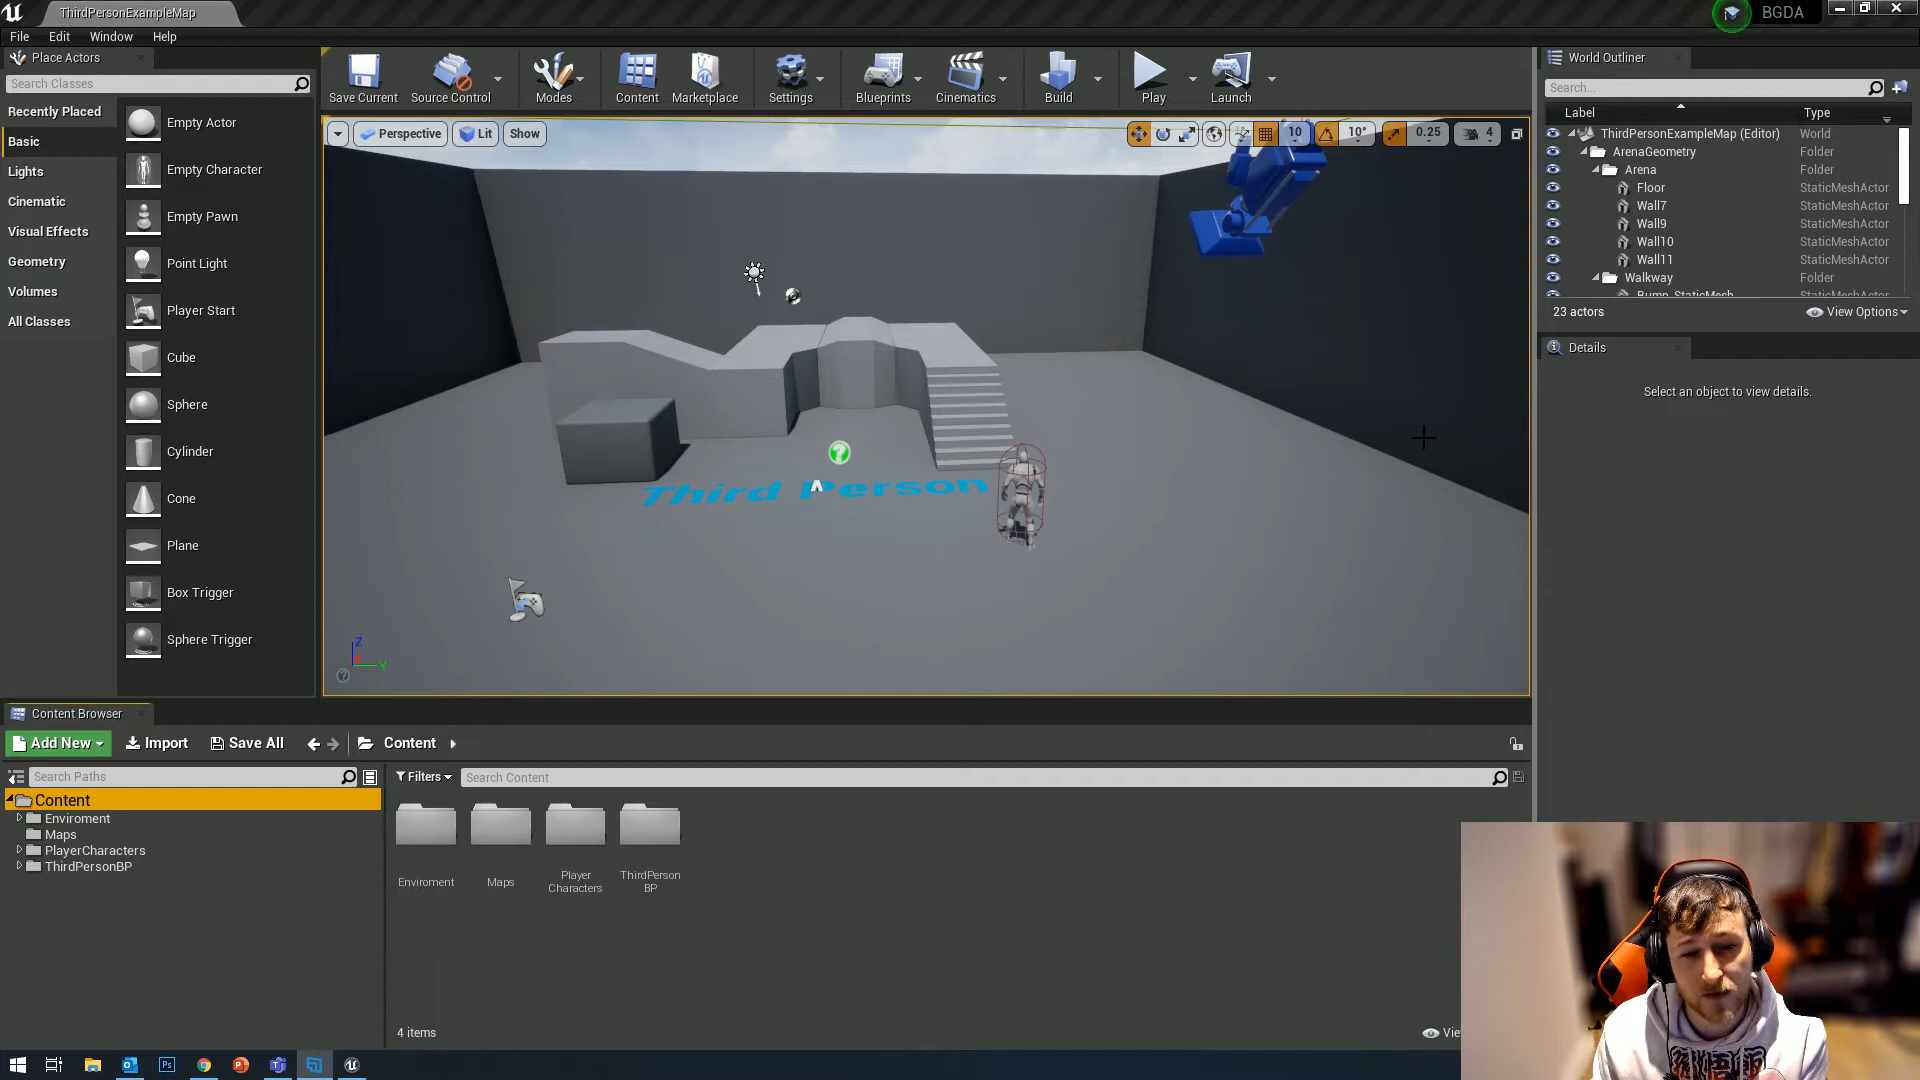 ThirdPersonExampleMap
BGDA
File Edit Window Help
Place Actors
Search Classes
Recently Placed
Basic
Lights
Cinematic
Visual Effects
Geometry
Volumes
All Classes
Empty Actor
Empty Character
Empty Pawn
Point Light
Player Start
Cube
Sphere
Cylinder
Cone
Plane
Box Trigger
Sphere Trigger
Save Current Source Control Modes Content Marketplace Settings Blueprints Cinematics Build Play Launch
Perspective Lit Show
10 10° 0.25 4
Third Person
Z
Y
World Outliner
Search...
Label Type
ThirdPersonExampleMap (Editor) World
ArenaGeometry Folder
Arena Folder
Floor StaticMeshActor
Wall7 StaticMeshActor
Wall9 StaticMeshActor
Wall10 StaticMeshActor
Wall11 StaticMeshActor
Walkway Folder
Bump_StaticMesh
23 actors View Options
Details
Select an object to view details.
Content Browser
Add New Import Save All Content
Search Paths
Filters Search Content
Content
Enviroment
Maps
PlayerCharacters
ThirdPersonBP
Enviroment
Maps
Player
Characters
ThirdPerson
BP
4 items
Ps